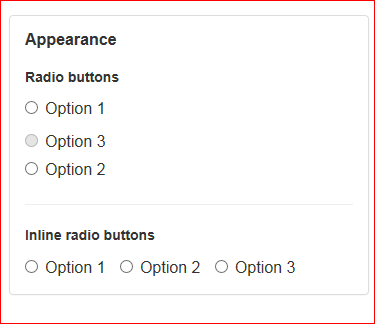 Appearance
Radio buttons
Option 1
Option 3
Option 2
Inline radio buttons
Option 1 Option 2 Option 3